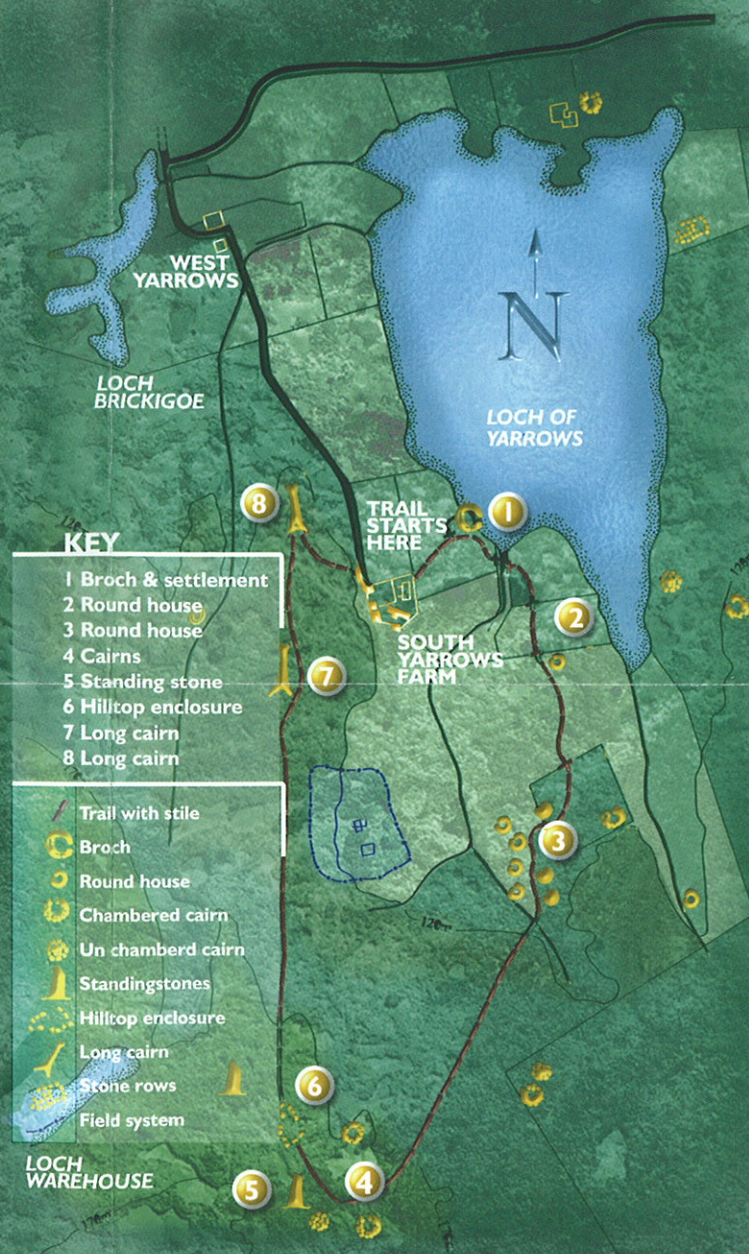 WEST
YARROWS
N
LOCH
BRICKIGOE
LOCH OF
YARROWS
8
TRAIL
STARTS
HERE
1
KEY
1 Broch & settlement
2 Round house
3 Round house
4 Cairns
5 Standing stone
6 Hilltop enclosure
7 Long cairn
8 Long cairn
2
SOUTH
YARROWS
FARM
7
Trail with stile
Broch
Round house
Chambered cairn
Un chamberd cairn
Standingstones
Hilltop enclosure
Long cairn
Stone rows
Field system
3
120m
6
LOCH
WAREHOUSE
5
4
170m